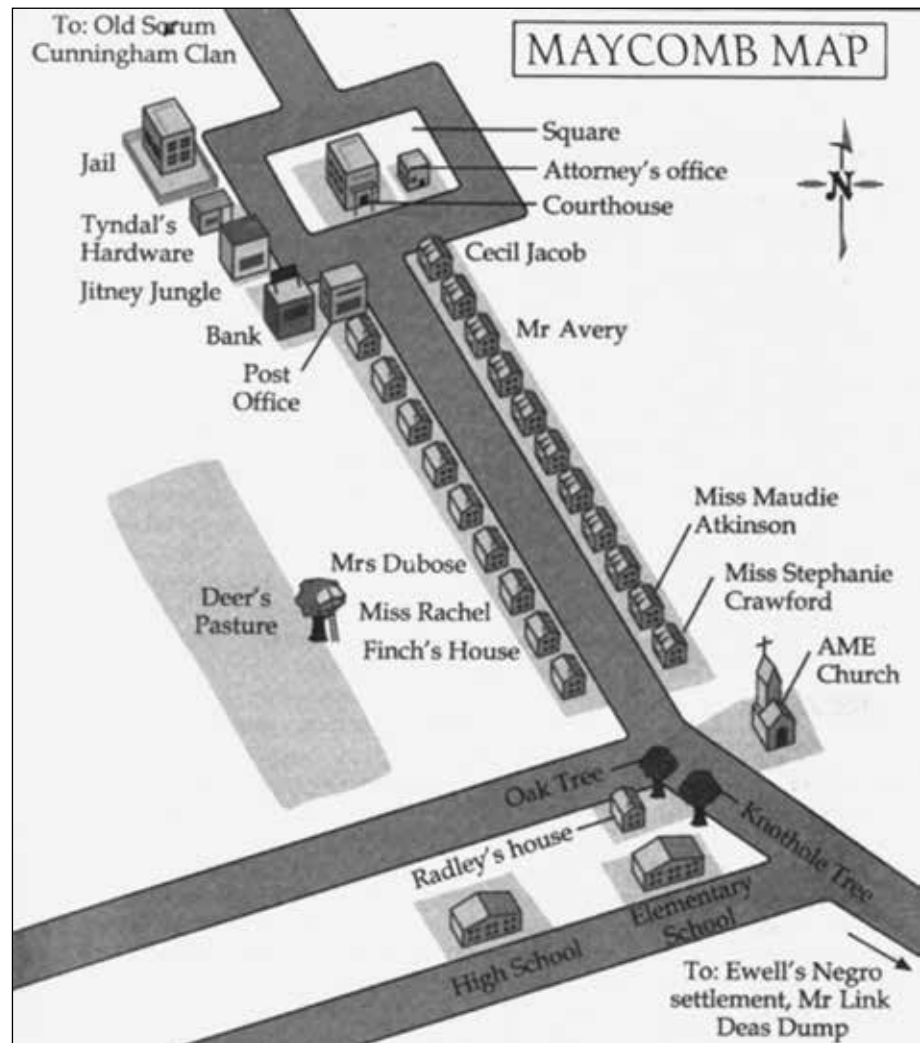 To: Old Sarum
Cunningham Clan
MAYCOMB MAP
Jail
Square
Attorney's office
Courthouse
N
Tyndal's
Hardware
Jitney Jungle
Bank
Post
Office
Cecil Jacob
Mr Avery
Miss Maudie
Atkinson
Miss Stephanie
Crawford
AME
Church
Mrs Dubose
Deer's
Pasture
Miss Rachel
Finch's House
Oak Tree
Knothole Tree
Radley's house
Elementary
School
High School
To: Ewell's Negro
settlement, Mr Link
Deas Dump